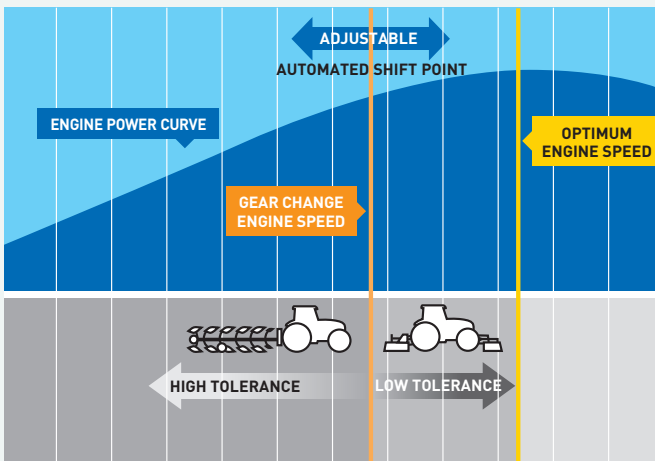 ADJUSTABLE
AUTOMATED SHIFT POINT
ENGINE POWER CURVE
OPTIMUM
ENGINE SPEED
GEAR CHANGE
ENGINE SPEED
HIGH TOLERANCE
LOW TOLERANCE